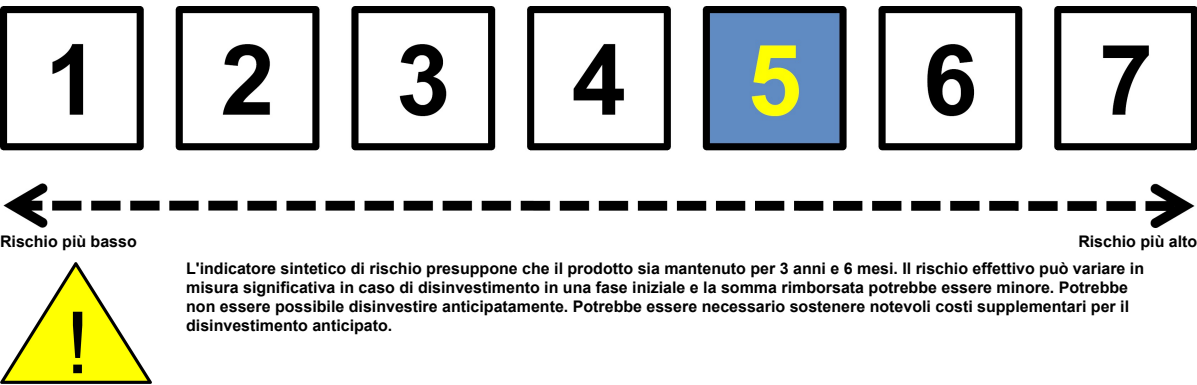 1 2 3 4 5 6 7
Rischio più basso Rischio più alto
L'indicatore sintetico di rischio presuppone che il prodotto sia mantenuto per 3 anni e 6 mesi. Il rischio effettivo può variare in
misura significativa in caso di disinvestimento in una fase iniziale e la somma rimborsata potrebbe essere minore. Potrebbe
non essere possibile disinvestire anticipatamente. Potrebbe essere necessario sostenere notevoli costi supplementari per il
disinvestimento anticipato.
!